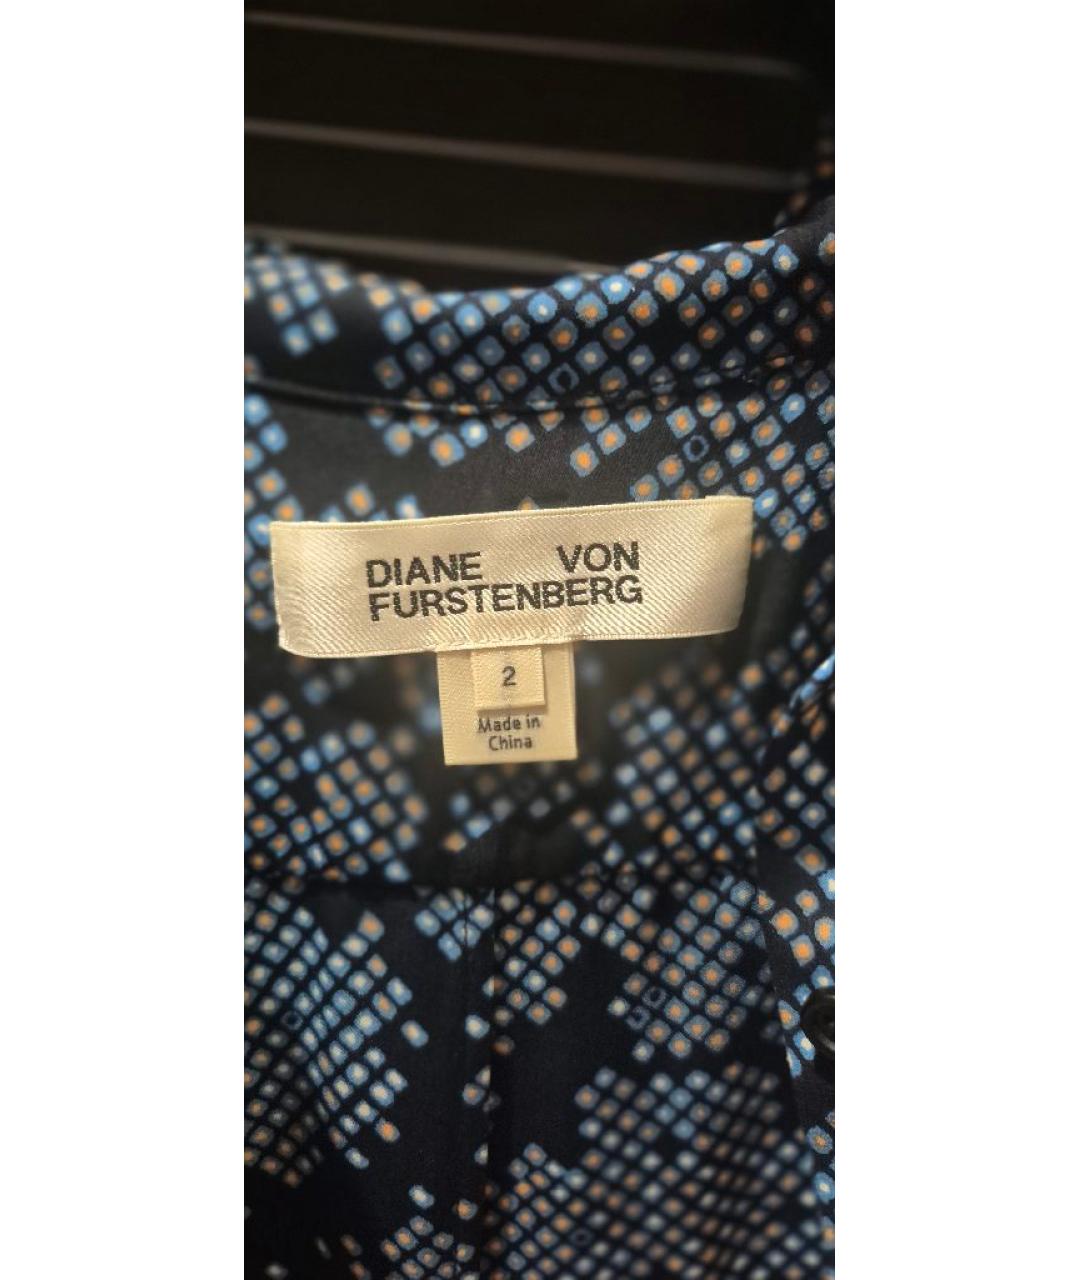 DIANE VON
FURSTENBERG
2
Made in
China